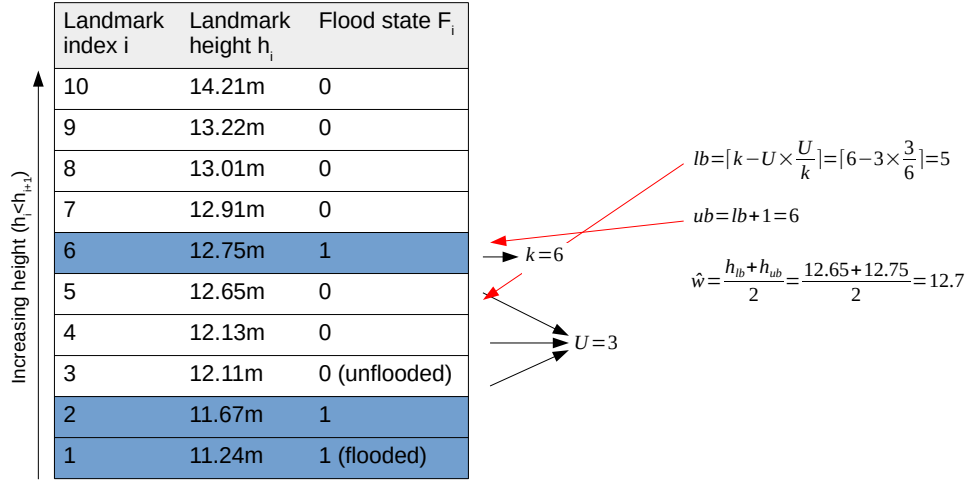 Landmark index i | Landmark height h_i | Flood state F_i
10 | 14.21m | 0
9 | 13.22m | 0
8 | 13.01m | 0
7 | 12.91m | 0
6 | 12.75m | 1
5 | 12.65m | 0
4 | 12.13m | 0
3 | 12.11m | 0 (unflooded)
2 | 11.67m | 1
1 | 11.24m | 1 (flooded)
Increasing height (h_i<h_{i+1})
k=6
U=3
lb=⌈k−U×U/k⌉=⌈6−3×3/6⌉=5
ub=lb+1=6
ŵ=(h_lb+h_ub)/2=(12.65+12.75)/2=12.7